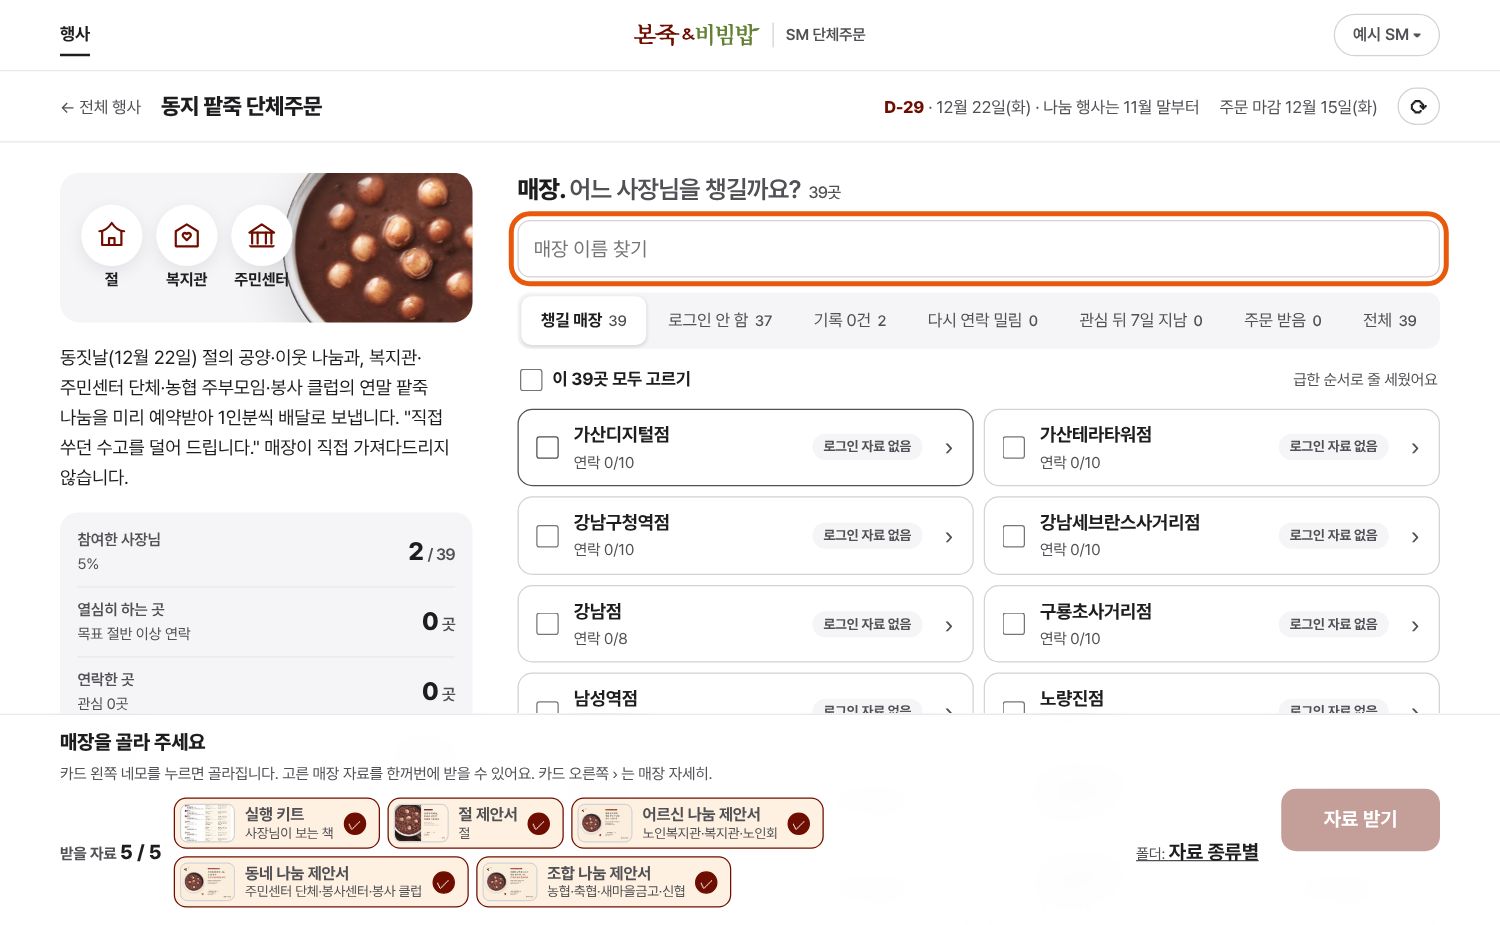 행사
본죽&비빔밥
SM 단체주문
예시 SM
← 전체 행사
동지 팥죽 단체주문
D-29 · 12월 22일(화) · 나눔 행사는 11월 말부터
주문 마감 12월 15일(화)
절
복지관
주민센터
동짓날(12월 22일) 절의 공양·이웃 나눔과, 복지관·
주민센터 단체·농협 주부모임·봉사 클럽의 연말 팥죽
나눔을 미리 예약받아 1인분씩 배달로 보냅니다. "직접
쑤던 수고를 덜어 드립니다." 매장이 직접 가져다드리지
않습니다.
참여한 사장님
5%
2 / 39
열심히 하는 곳
목표 절반 이상 연락
0 곳
연락한 곳
관심 0곳
0 곳
매장. 어느 사장님을 챙길까요? 39곳
매장 이름 찾기
챙길 매장 39
로그인 안 함 37
기록 0건 2
다시 연락 밀림 0
관심 뒤 7일 지남 0
주문 받음 0
전체 39
이 39곳 모두 고르기
급한 순서로 줄 세웠어요
가산디지털점
연락 0/10
로그인 자료 없음
가산테라타워점
연락 0/10
로그인 자료 없음
강남구청역점
연락 0/10
로그인 자료 없음
강남세브란스사거리점
연락 0/10
로그인 자료 없음
강남점
연락 0/8
로그인 자료 없음
구룡초사거리점
연락 0/10
로그인 자료 없음
남성역점
로그인 자료 없음
노량진점
로그인 자료 없음
매장을 골라 주세요
카드 왼쪽 네모를 누르면 골라집니다. 고른 매장 자료를 한꺼번에 받을 수 있어요. 카드 오른쪽 › 는 매장 자세히.
받을 자료 5 / 5
실행 키트
사장님이 보는 책
절 제안서
절
어르신 나눔 제안서
노인복지관·복지관·노인회
동네 나눔 제안서
주민센터 단체·봉사센터·봉사 클럽
조합 나눔 제안서
농협·축협·새마을금고·신협
폴더: 자료 종류별
자료 받기